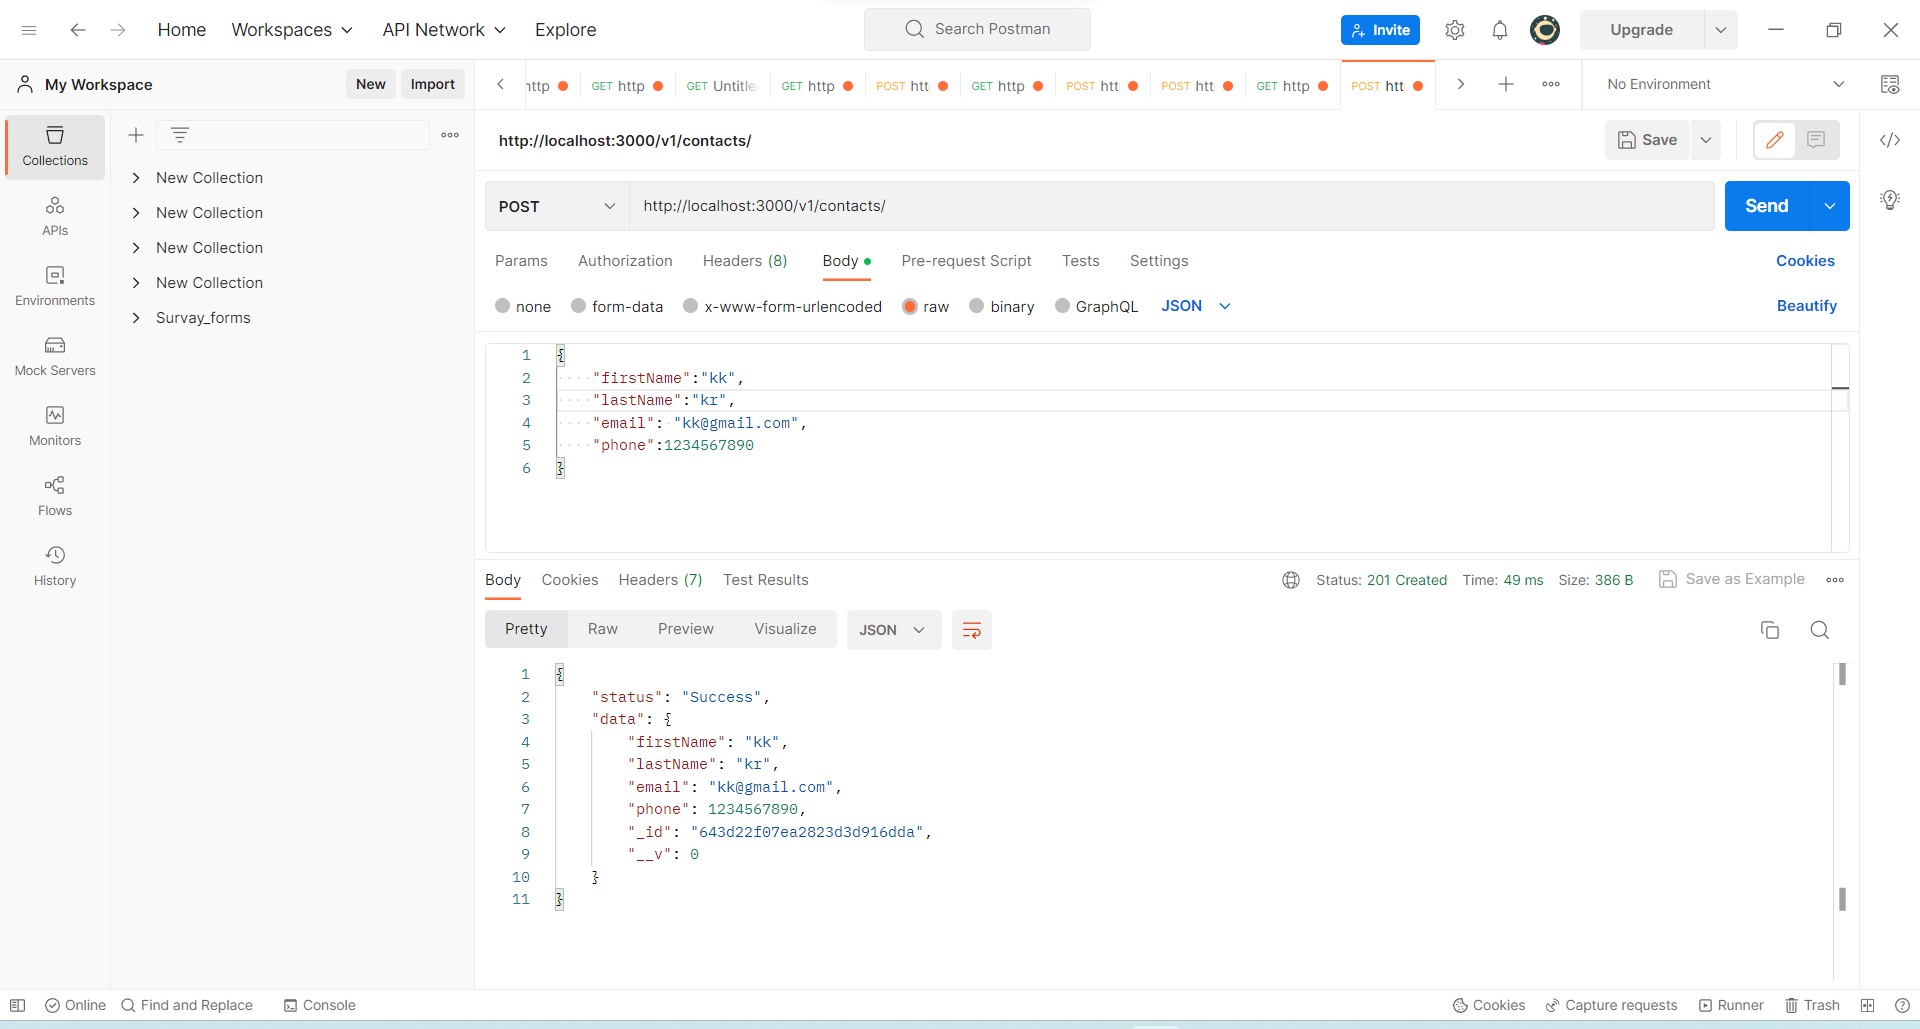 Home Workspaces API Network Explore Search Postman Invite Upgrade
My Workspace New Import
http GET http GET Untitle GET http POST htt GET http POST htt POST htt GET http POST htt No Environment
Collections
APIs
Environments
Mock Servers
Monitors
Flows
History
New Collection
New Collection
New Collection
New Collection
Survay_forms
http://localhost:3000/v1/contacts/ Save
POST http://localhost:3000/v1/contacts/ Send
Params Authorization Headers (8) Body Pre-request Script Tests Settings Cookies
none form-data x-www-form-urlencoded raw binary GraphQL JSON Beautify
1 {
2 "firstName":"kk",
3 "lastName":"kr",
4 "email": "kk@gmail.com",
5 "phone":1234567890
6 }
Body Cookies Headers (7) Test Results Status: 201 Created Time: 49 ms Size: 386 B Save as Example
Pretty Raw Preview Visualize JSON
1 {
2 "status": "Success",
3 "data": {
4 "firstName": "kk",
5 "lastName": "kr",
6 "email": "kk@gmail.com",
7 "phone": 1234567890,
8 "_id": "643d22f07ea2823d3d916dda",
9 "__v": 0
10 }
11 }
Online Find and Replace Console Cookies Capture requests Runner Trash